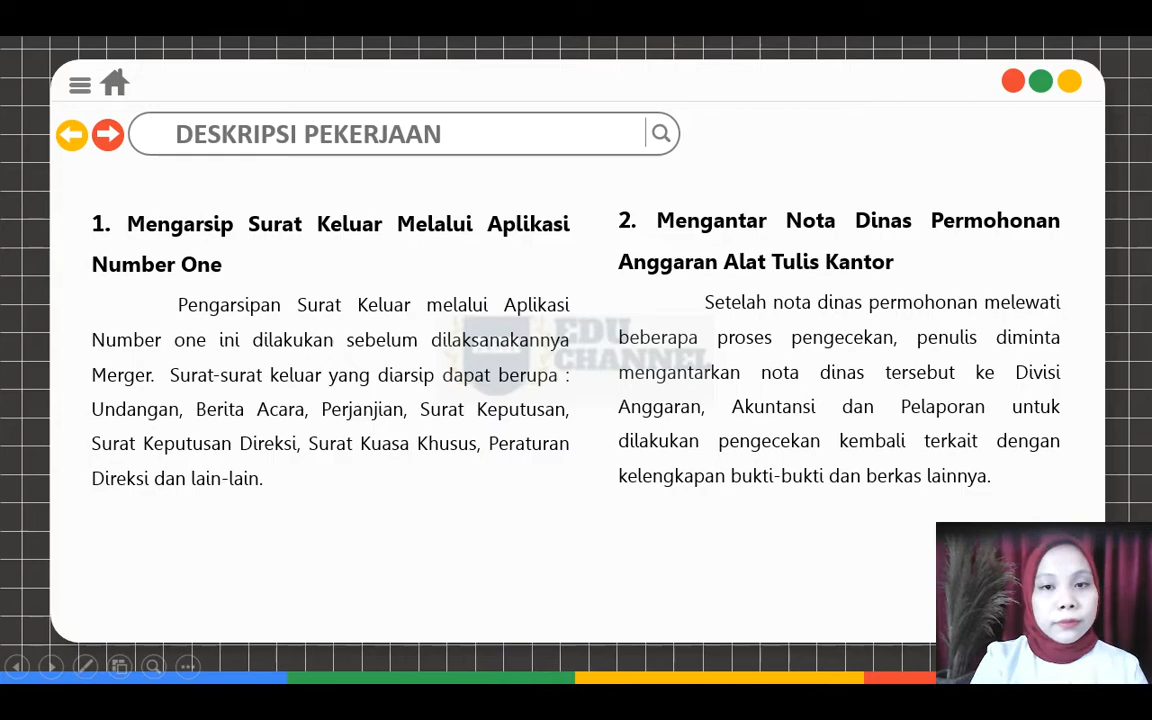 DESKRIPSI PEKERJAAN
1. Mengarsip Surat Keluar Melalui Aplikasi
Number One
Pengarsipan Surat Keluar melalui Aplikasi
Number one ini dilakukan sebelum dilaksanakannya
Merger. Surat-surat keluar yang diarsip dapat berupa :
Undangan, Berita Acara, Perjanjian, Surat Keputusan,
Surat Keputusan Direksi, Surat Kuasa Khusus, Peraturan
Direksi dan lain-lain.
2. Mengantar Nota Dinas Permohonan
Anggaran Alat Tulis Kantor
Setelah nota dinas permohonan melewati
beberapa proses pengecekan, penulis diminta
mengantarkan nota dinas tersebut ke Divisi
Anggaran, Akuntansi dan Pelaporan untuk
dilakukan pengecekan kembali terkait dengan
kelengkapan bukti-bukti dan berkas lainnya.
EDU
CHANNEL